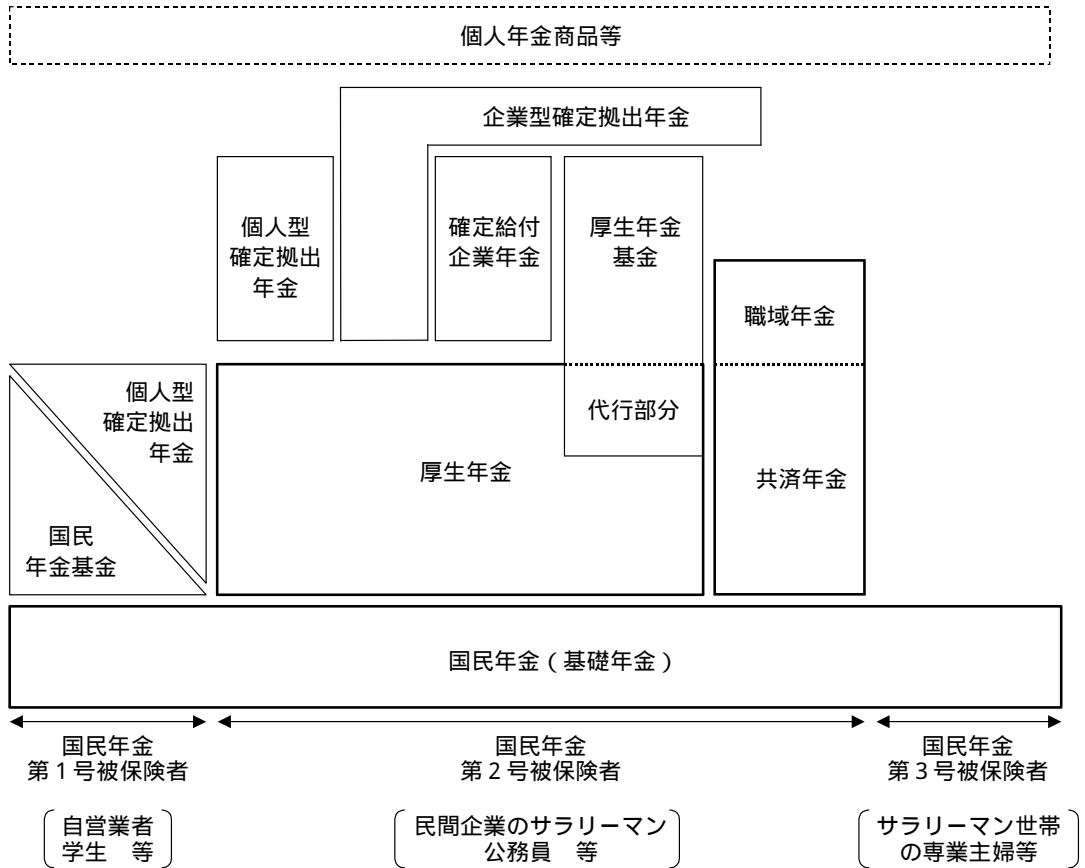 個人年金商品等
企業型確定拠出年金
個人型
確定拠出
年金
確定給付
企業年金
厚生年金
基金
職域年金
個人型
確定拠出
年金
代行部分
厚生年金
共済年金
国民
年金基金
国民年金（基礎年金）
国民年金
第１号被保険者
国民年金
第２号被保険者
国民年金
第３号被保険者
自営業者
学生　等
民間企業のサラリーマン
公務員　等
サラリーマン世帯
の専業主婦等